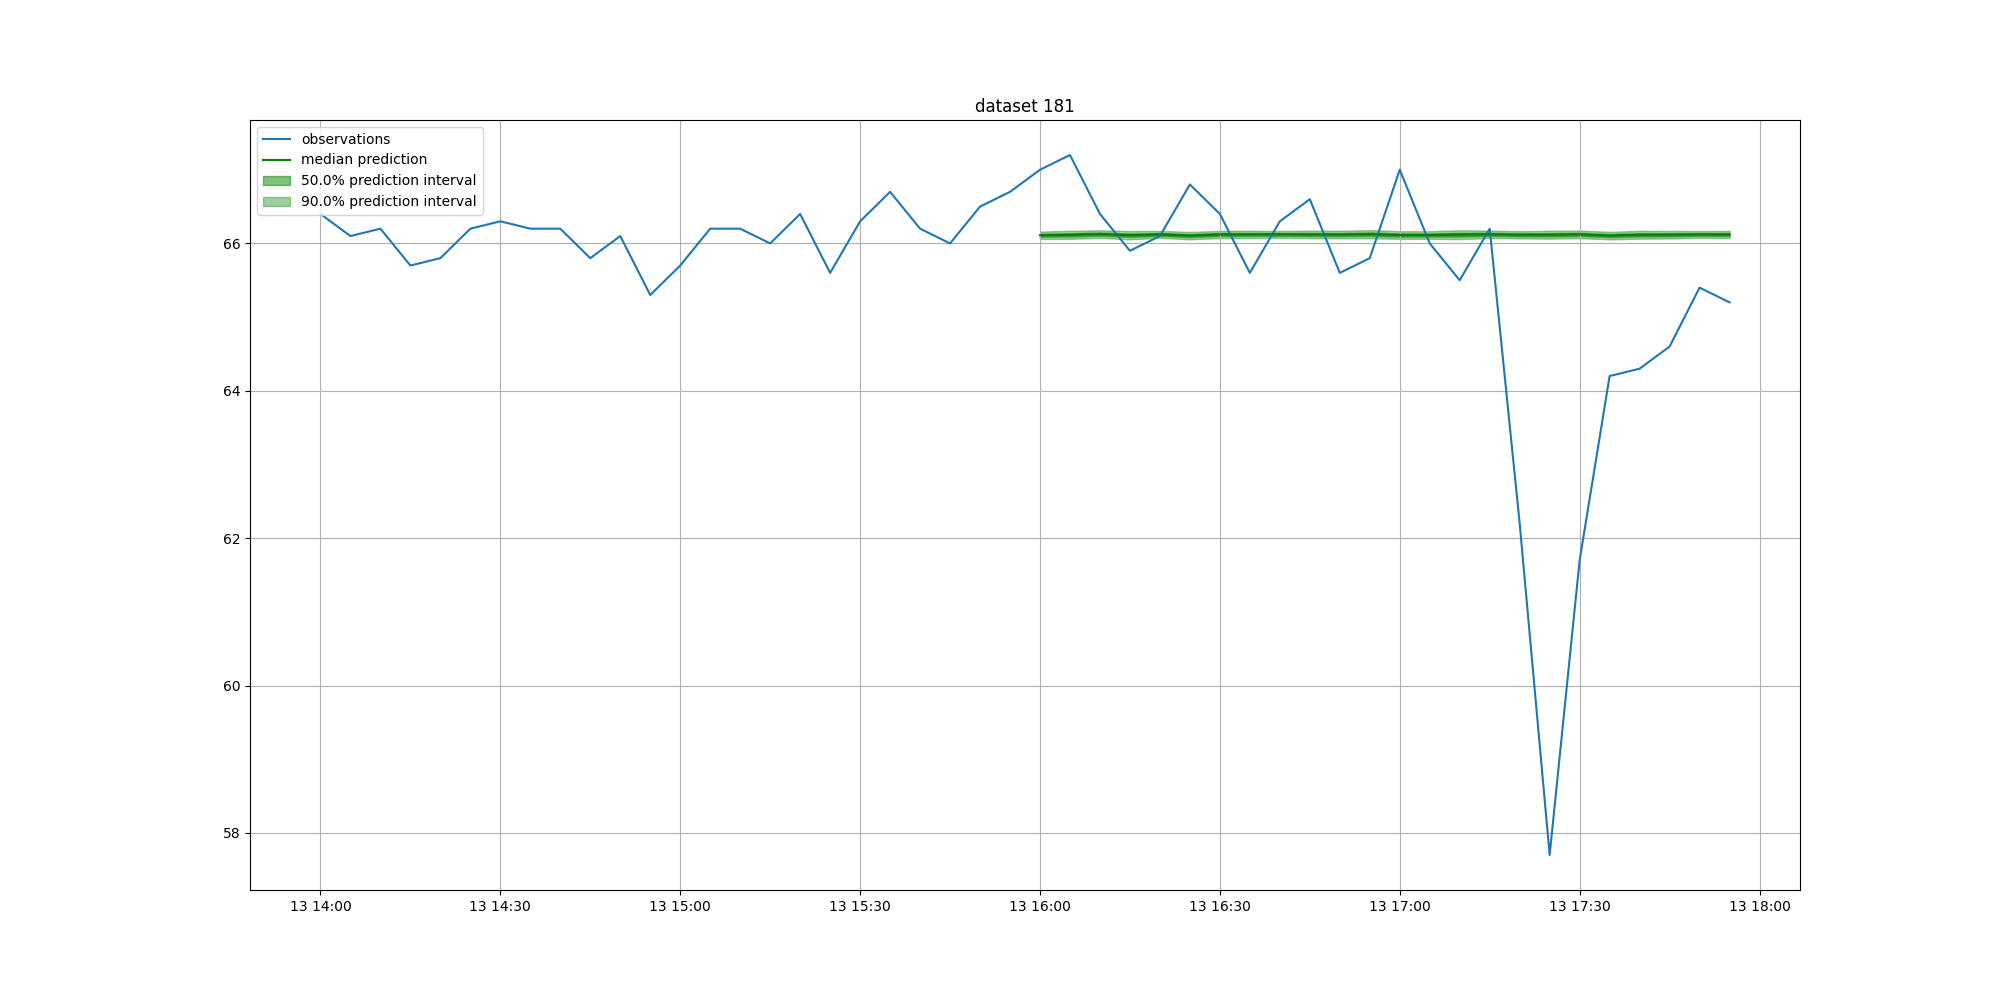 dataset 181
observations
median prediction
50.0% prediction interval
90.0% prediction interval
66
64
62
60
58
13 14:00
13 14:30
13 15:00
13 15:30
13 16:00
13 16:30
13 17:00
13 17:30
13 18:00